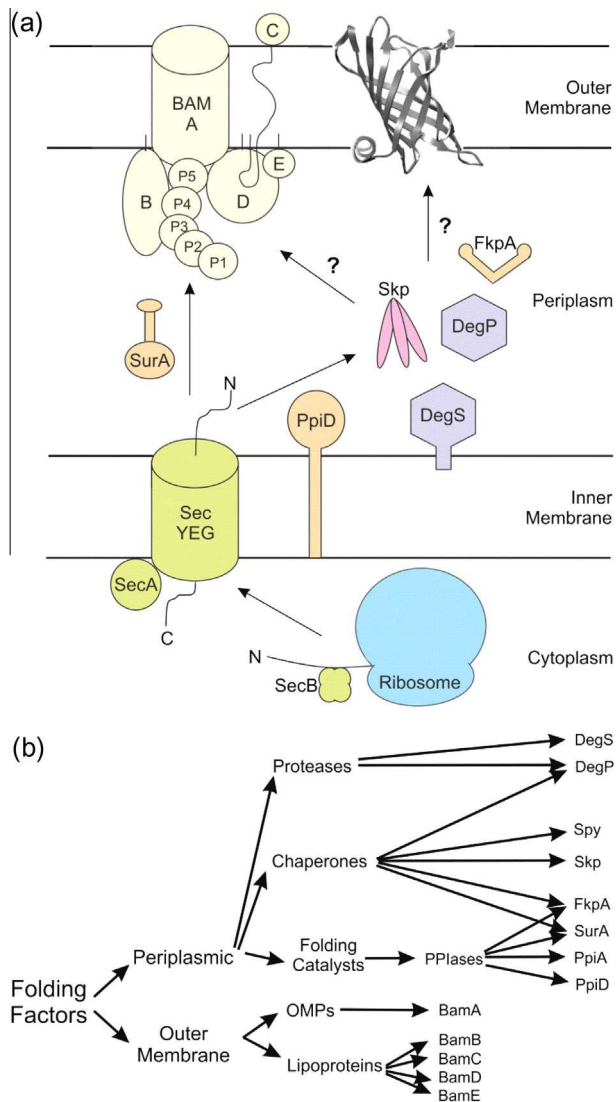 (a)
C
BAM
A
Outer
Membrane
E
B
D
P5
P4
P3
P2
P1
?
?
FkpA
Skp
Periplasm
DegP
SurA
N
PpiD
DegS
Sec
YEG
Inner
Membrane
SecA
C
N
SecB
Ribosome
Cytoplasm
(b)
DegS
Proteases
DegP
Spy
Chaperones
Skp
FkpA
SurA
Periplasmic
Folding
Catalysts
PPIases
PpiA
PpiD
Folding
Factors
OMPs
BamA
Outer
Membrane
Lipoproteins
BamB
BamC
BamD
BamE